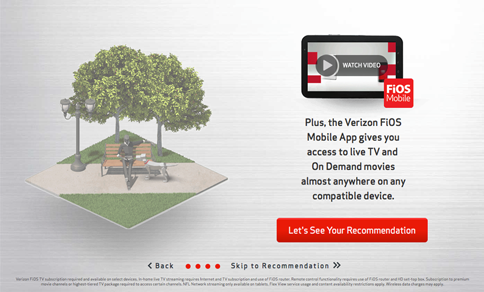 WATCH VIDEO
FiOS
Mobile
Plus, the Verizon FiOS
Mobile App gives you
access to live TV and
On Demand movies
almost anywhere on any
compatible device.
Let's See Your Recommendation
Back
Skip to Recommendation
Verizon FiOS TV subscription required and available on select devices. In-home live TV streaming requires Internet and TV subscription and use of FiOS router. Remote control functionality requires use of FiOS router and HD set-top box. Subscription to premium
movie channels or highest-tiered TV package required to access certain channels. NFL Network streaming only available on tablets. Flex View service usage and content availability restrictions apply. Wireless data charges may apply.